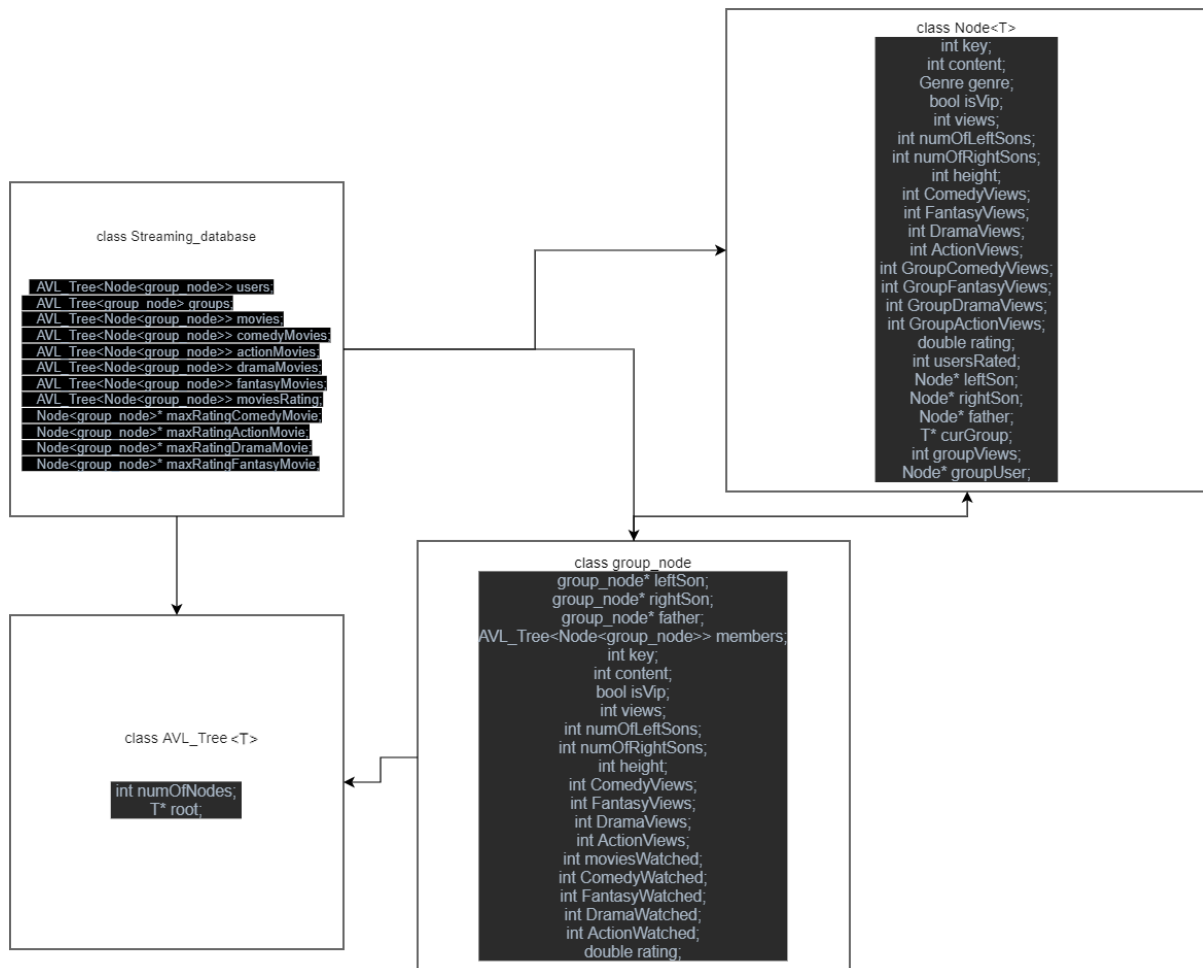 class Node<T>
int key;
int content;
Genre genre;
bool isVip;
int views;
int numOfLeftSons;
int numOfRightSons;
int height;
int ComedyViews;
int FantasyViews;
int DramaViews;
int ActionViews;
int GroupComedyViews;
int GroupFantasyViews;
int GroupDramaViews;
int GroupActionViews;
double rating;
int usersRated;
Node* leftSon;
Node* rightSon;
Node* father;
T* curGroup;
int groupViews;
Node* groupUser;
class Streaming_database
AVL_Tree<Node<group_node>> users;
AVL_Tree<group_node> groups;
AVL_Tree<Node<group_node>> movies;
AVL_Tree<Node<group_node>> comedyMovies;
AVL_Tree<Node<group_node>> actionMovies;
AVL_Tree<Node<group_node>> dramaMovies;
AVL_Tree<Node<group_node>> fantasyMovies;
AVL_Tree<Node<group_node>> moviesRating;
Node<group_node>* maxRatingComedyMovie;
Node<group_node>* maxRatingActionMovie;
Node<group_node>* maxRatingDramaMovie;
Node<group_node>* maxRatingFantasyMovie;
class group_node
group_node* leftSon;
group_node* rightSon;
group_node* father;
AVL_Tree<Node<group_node>> members;
int key;
int content;
bool isVip;
int views;
int numOfLeftSons;
int numOfRightSons;
int height;
int ComedyViews;
int FantasyViews;
int DramaViews;
int ActionViews;
int moviesWatched;
int ComedyWatched;
int FantasyWatched;
int DramaWatched;
int ActionWatched;
double rating;
class AVL_Tree <T>
int numOfNodes;
T* root;